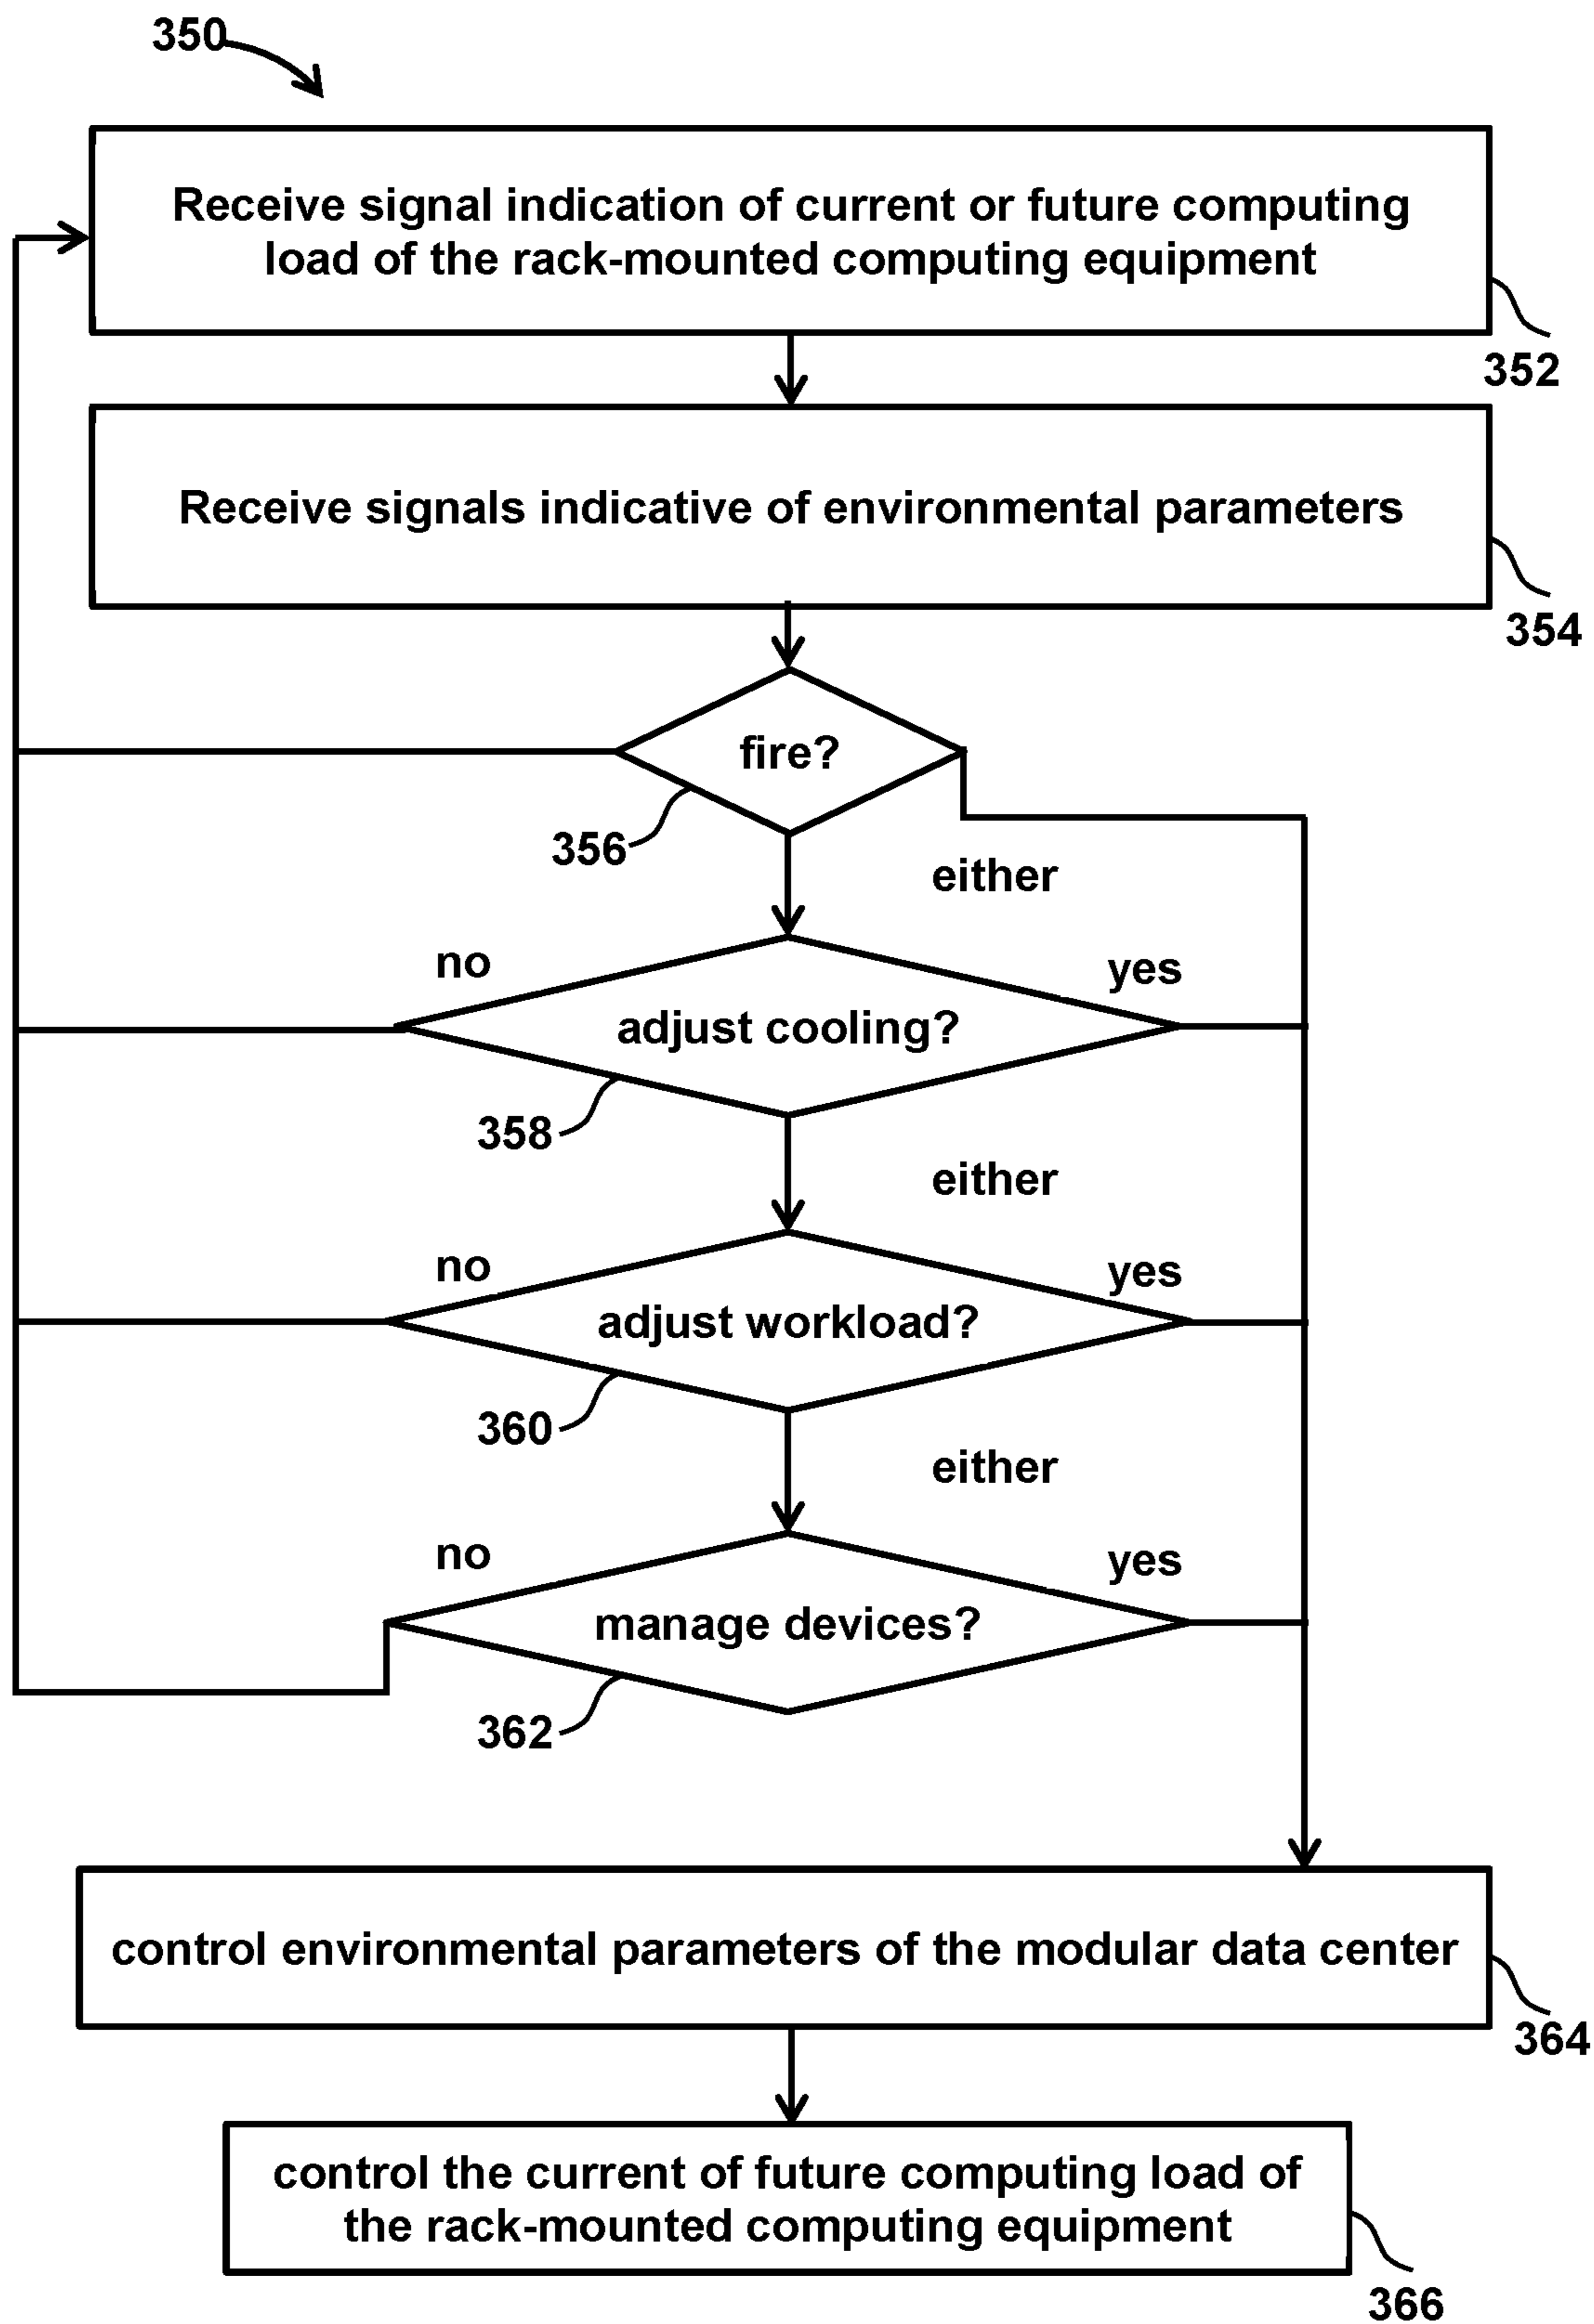 350
Receive signal indication of current or future computing
load of the rack-mounted computing equipment
352
Receive signals indicative of environmental parameters
354
fire?
356
either
no
yes
adjust cooling?
358
either
no
yes
adjust workload?
360
either
no
yes
manage devices?
362
control environmental parameters of the modular data center
364
control the current of future computing load of
the rack-mounted computing equipment
366